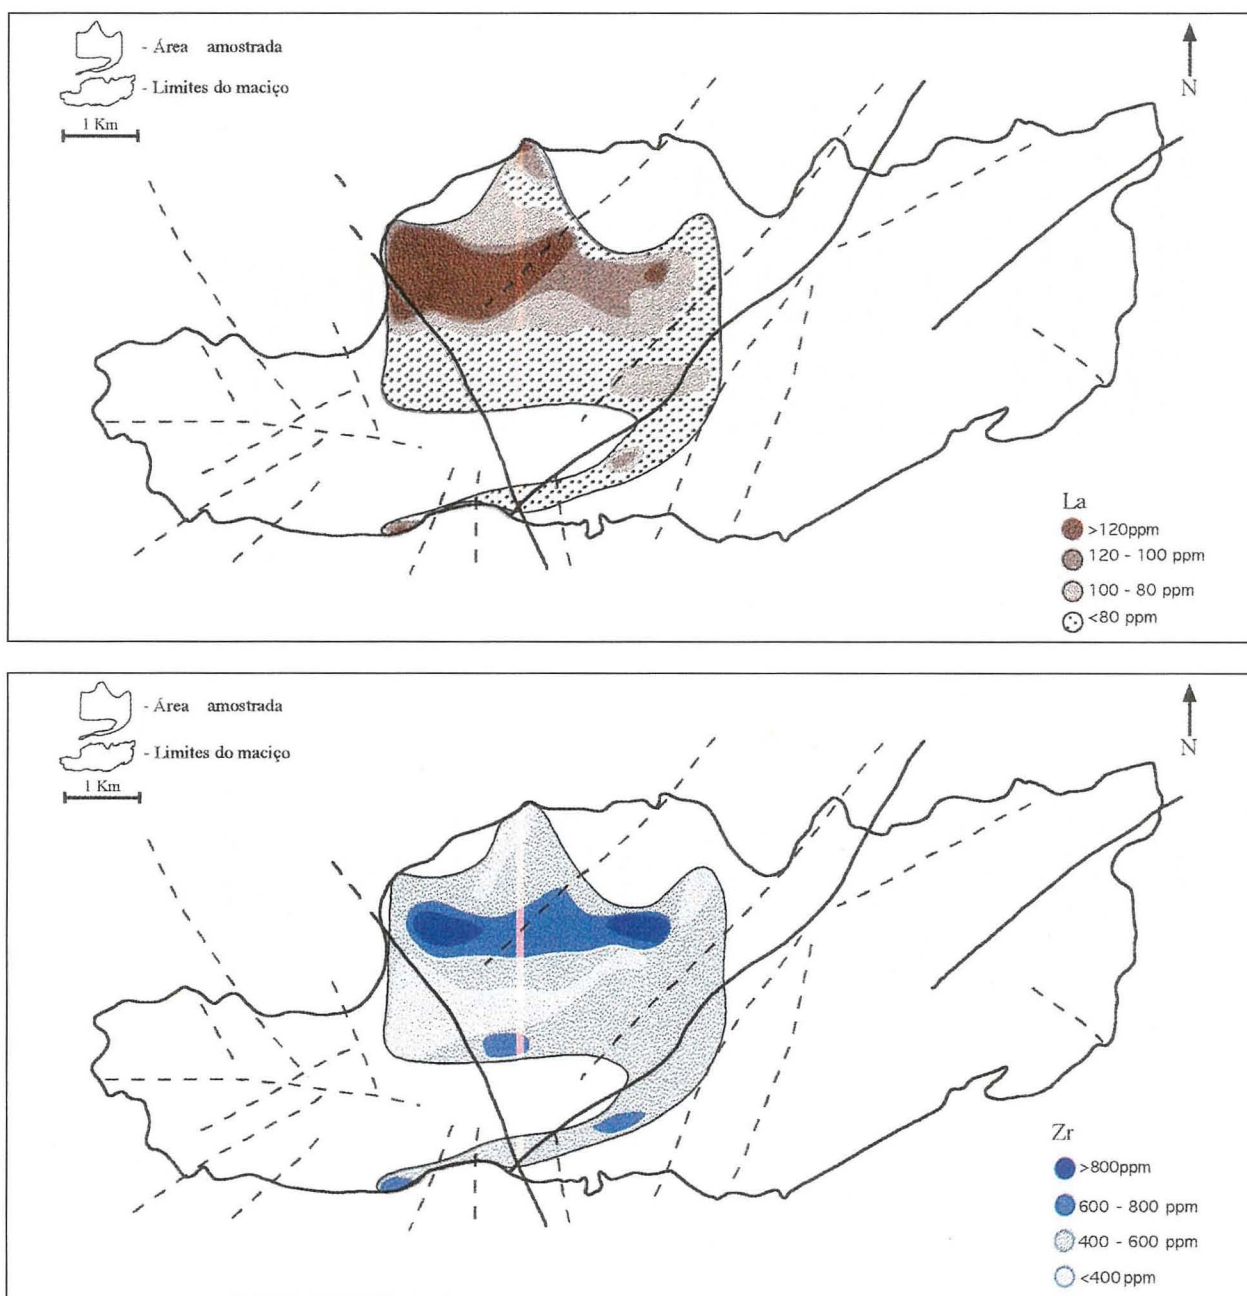 - Área amostrada
- Limites do maciço
1 Km
N
La
>120ppm
120 - 100 ppm
100 - 80 ppm
<80 ppm
- Área amostrada
- Limites do maciço
1 Km
N
Zr
>800ppm
600 - 800 ppm
400 - 600 ppm
<400ppm